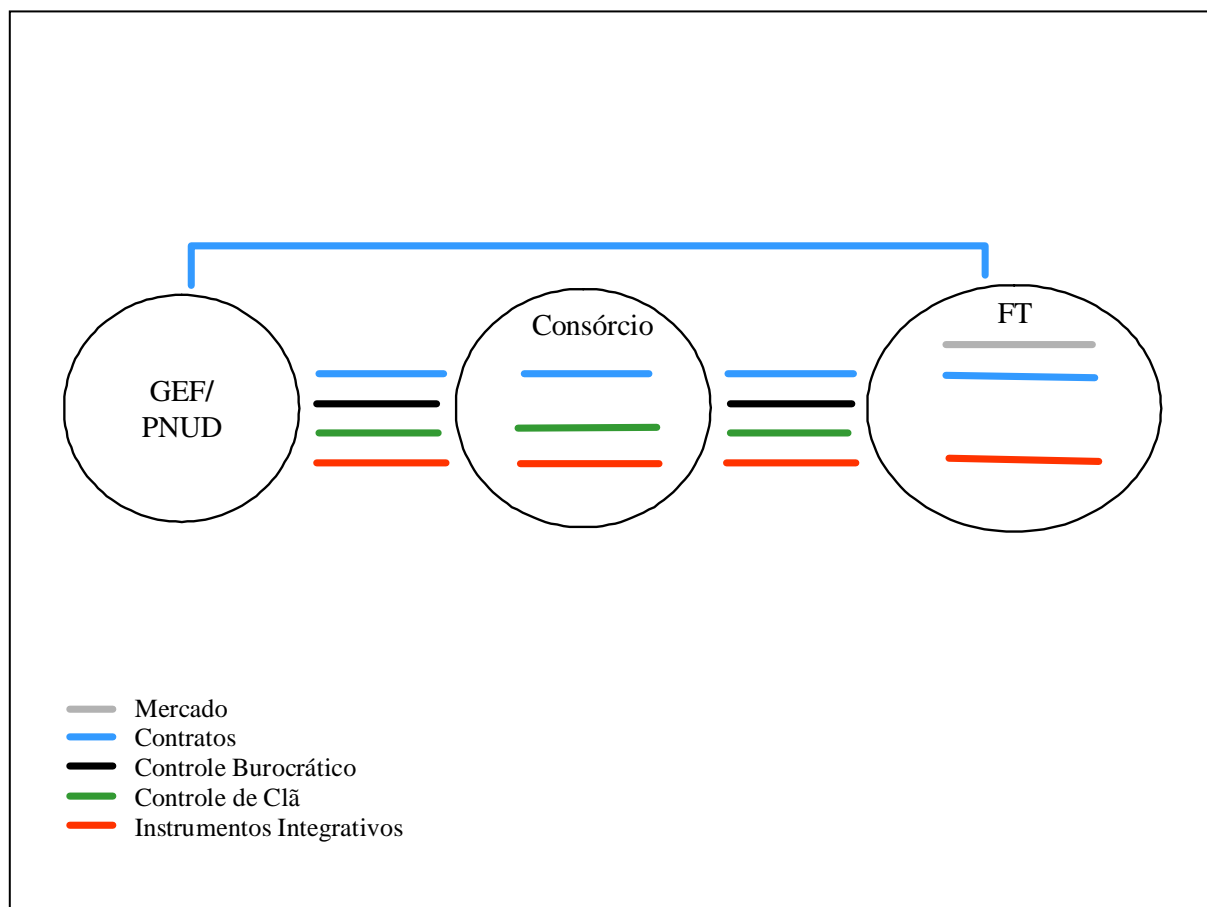 GEF/
PNUD
Consórcio
FT
Mercado
Contratos
Controle Burocrático
Controle de Clã
Instrumentos Integrativos